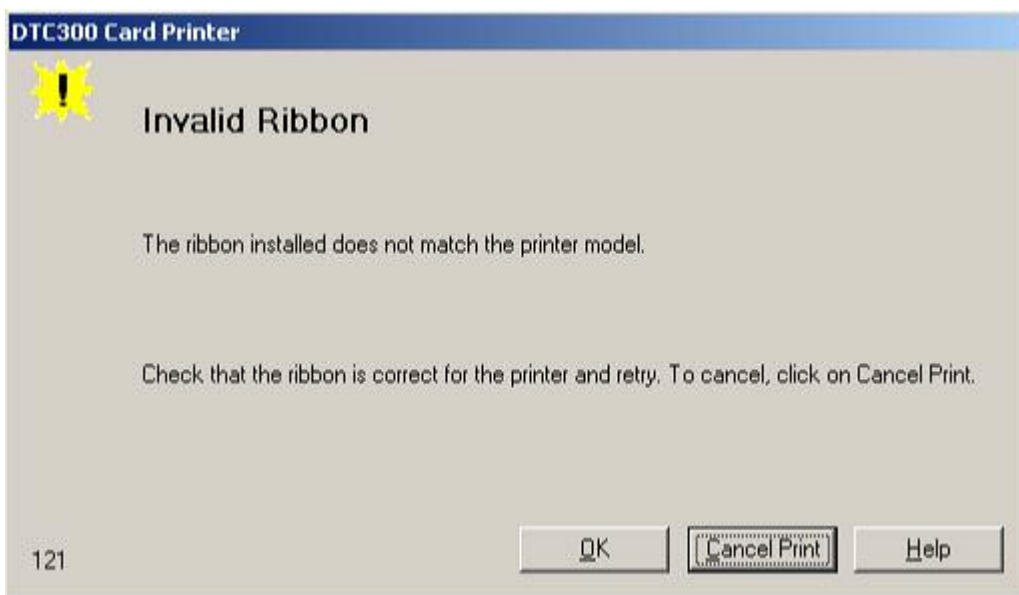 DTC300 Card Printer
!
Invalid Ribbon
The ribbon installed does not match the printer model.
Check that the ribbon is correct for the printer and retry. To cancel, click on Cancel Print.
121
OK
Cancel Print
Help